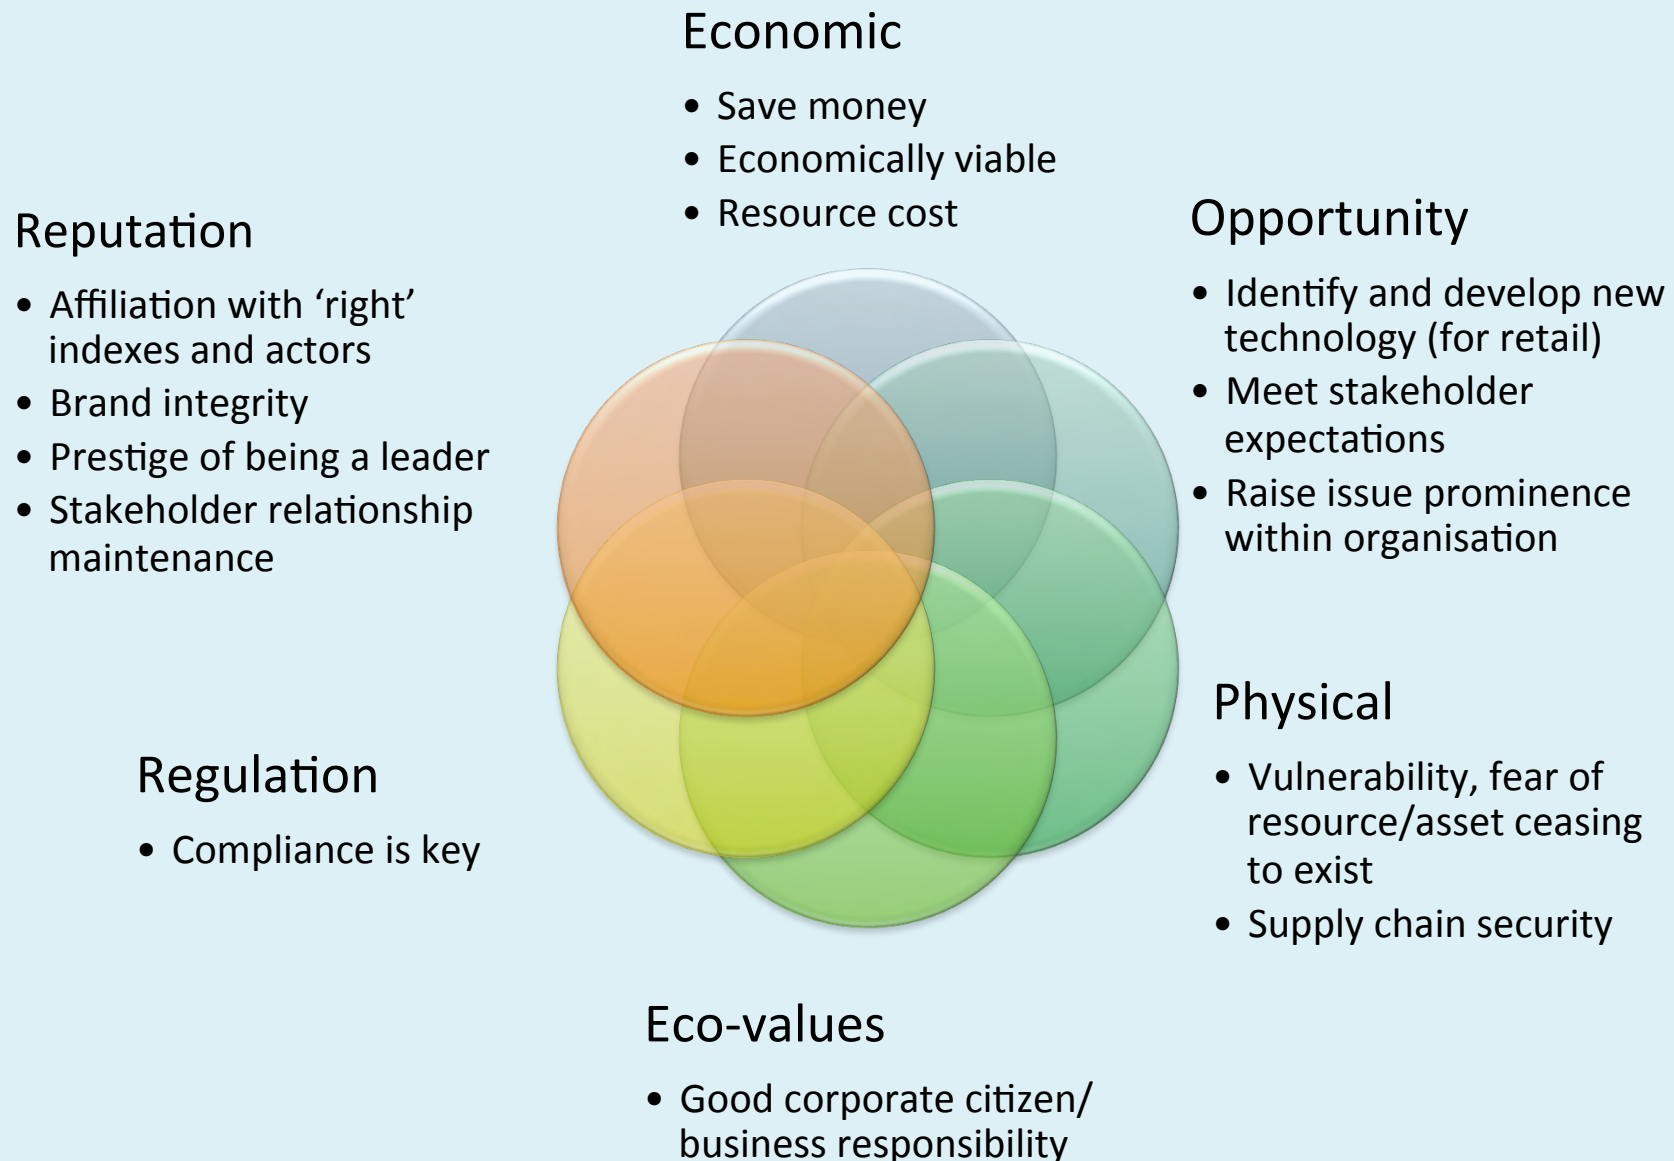 Economic
• Save money
• Economically viable
• Resource cost
Reputation
• Affiliation with ‘right’
indexes and actors
• Brand integrity
• Prestige of being a leader
• Stakeholder relationship
maintenance
Opportunity
• Identify and develop new
technology (for retail)
• Meet stakeholder
expectations
• Raise issue prominence
within organisation
Physical
• Vulnerability, fear of
resource/asset ceasing
to exist
• Supply chain security
Regulation
• Compliance is key
Eco-values
• Good corporate citizen/
business responsibility